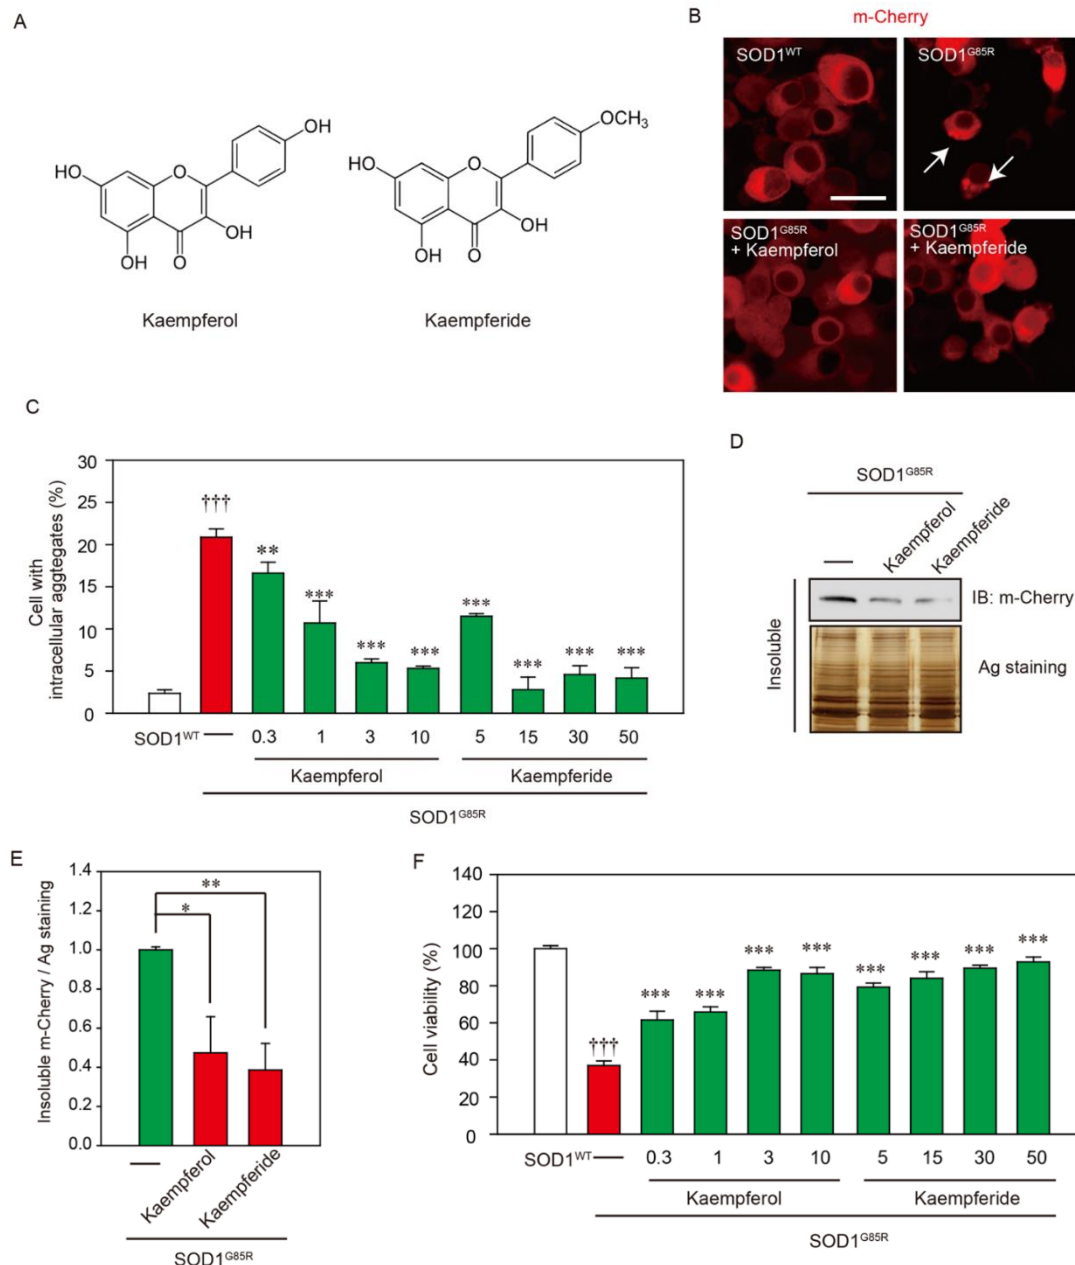 A
OH
HO
O
OH
OH
O
Kaempferol
OCH3
HO
O
OH
OH
O
Kaempferide
B
m-Cherry
SOD1WT
SOD1G85R
SOD1G85R
+ Kaempferol
SOD1G85R
+ Kaempferide
C
Cell with
intracellular aggtegates (%)
30
25
20
15
10
5
0
†††
**
***
***
***
***
***
***
***
SOD1WT
—
0.3
1
3
10
5
15
30
50
Kaempferol
Kaempferide
SOD1G85R
D
SOD1G85R
—
Kaempferol
Kaempferide
Insoluble
IB: m-Cherry
Ag staining
E
Insoluble m-Cherry / Ag staining
1.4
1.2
1.0
0.8
0.6
0.4
0.2
0.0
**
*
—
Kaempferol
Kaempferide
SOD1G85R
F
Cell viability (%)
140
120
100
80
60
40
20
0
†††
***
***
***
***
***
***
***
***
SOD1WT
—
0.3
1
3
10
5
15
30
50
Kaempferol
Kaempferide
SOD1G85R